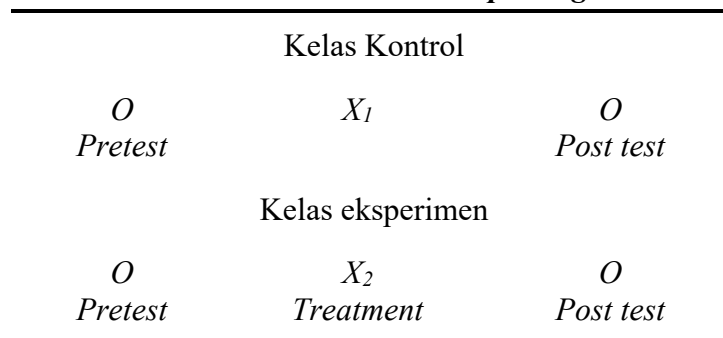 Kelas Kontrol
O X1 O
Pretest Post test
Kelas eksperimen
O X2 O
Pretest Treatment Post test